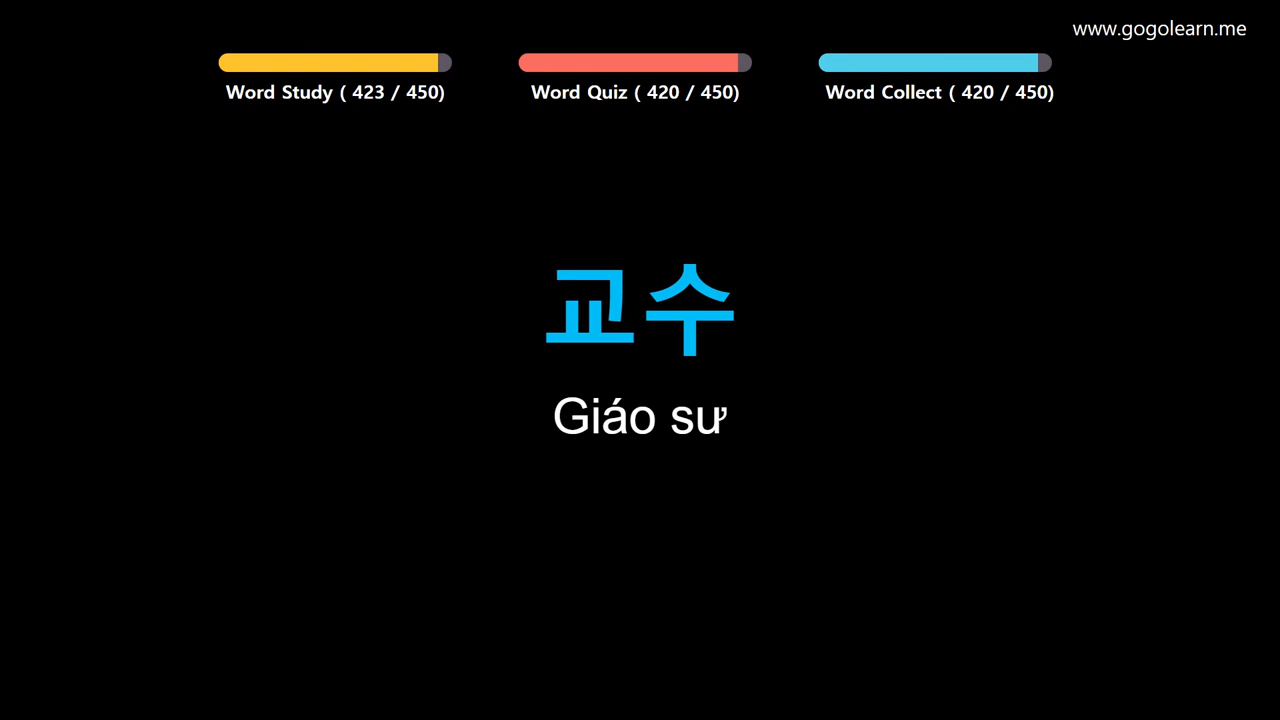 www.gogolearn.me
Word Study ( 423 / 450)
Word Quiz ( 420 / 450)
Word Collect ( 420 / 450)
교수
Giáo sư